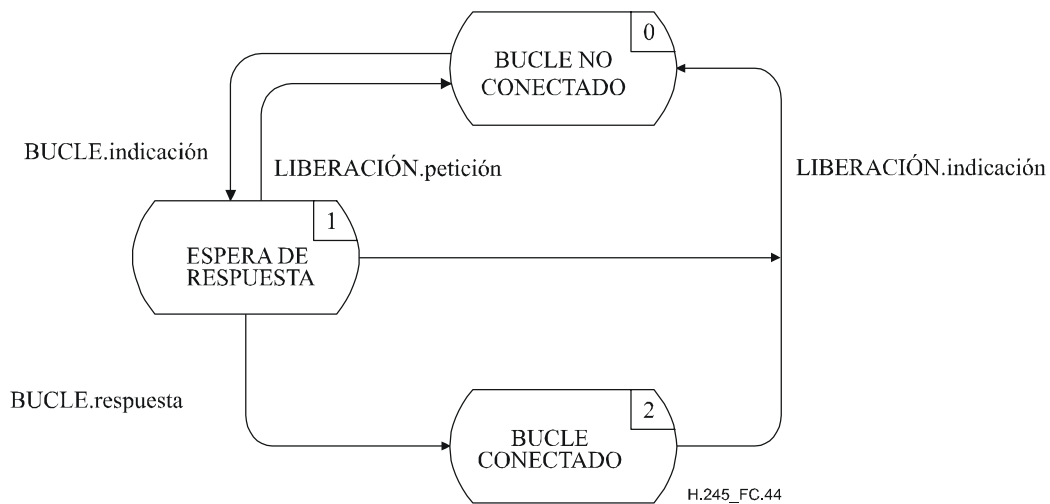 0
BUCLE NO
CONECTADO
BUCLE.indicación
LIBERACIÓN.petición
LIBERACIÓN.indicación
1
ESPERA DE
RESPUESTA
BUCLE.respuesta
2
BUCLE
CONECTADO
H.245_FC.44